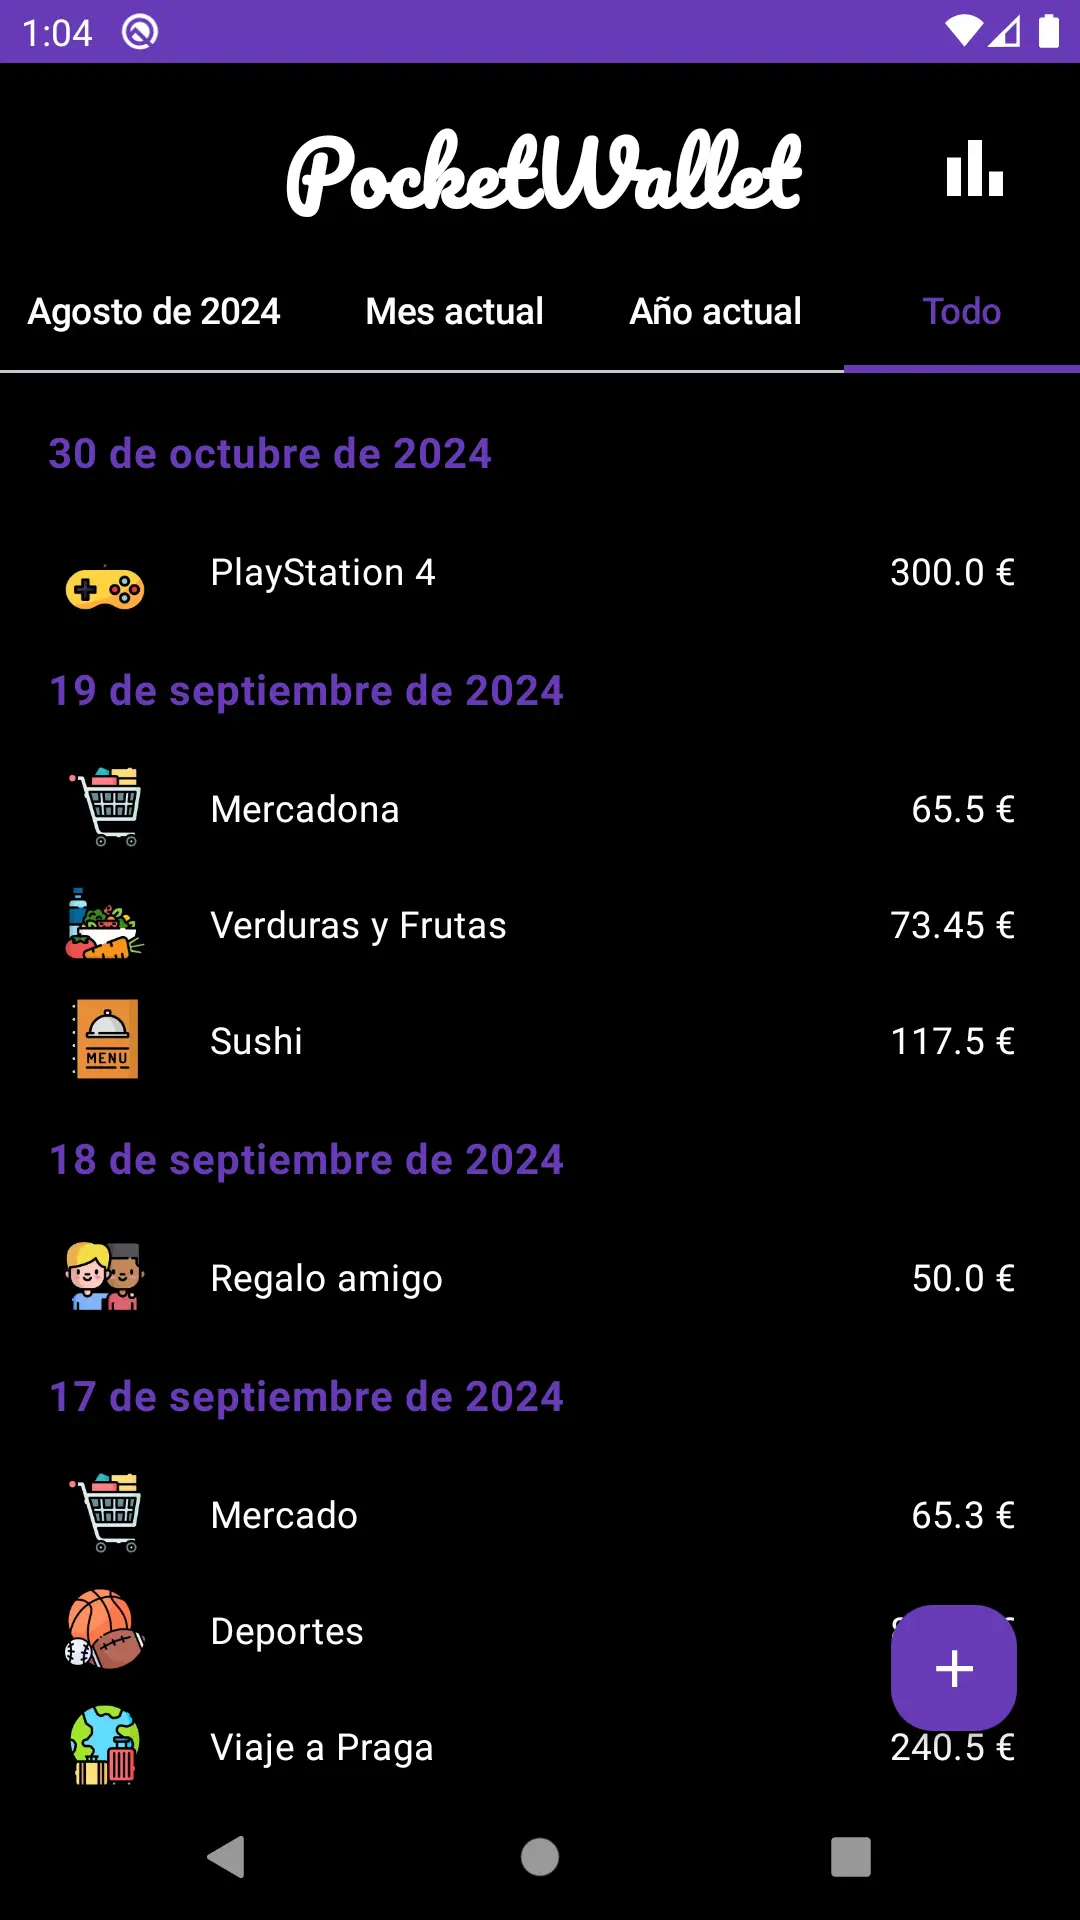 1:04
PocketWallet
Agosto de 2024 Mes actual Año actual Todo
30 de octubre de 2024
PlayStation 4 300.0 €
19 de septiembre de 2024
Mercadona 65.5 €
Verduras y Frutas 73.45 €
MENU
Sushi 117.5 €
18 de septiembre de 2024
Regalo amigo 50.0 €
17 de septiembre de 2024
Mercado 65.3 €
Deportes
Viaje a Praga 240.5 €